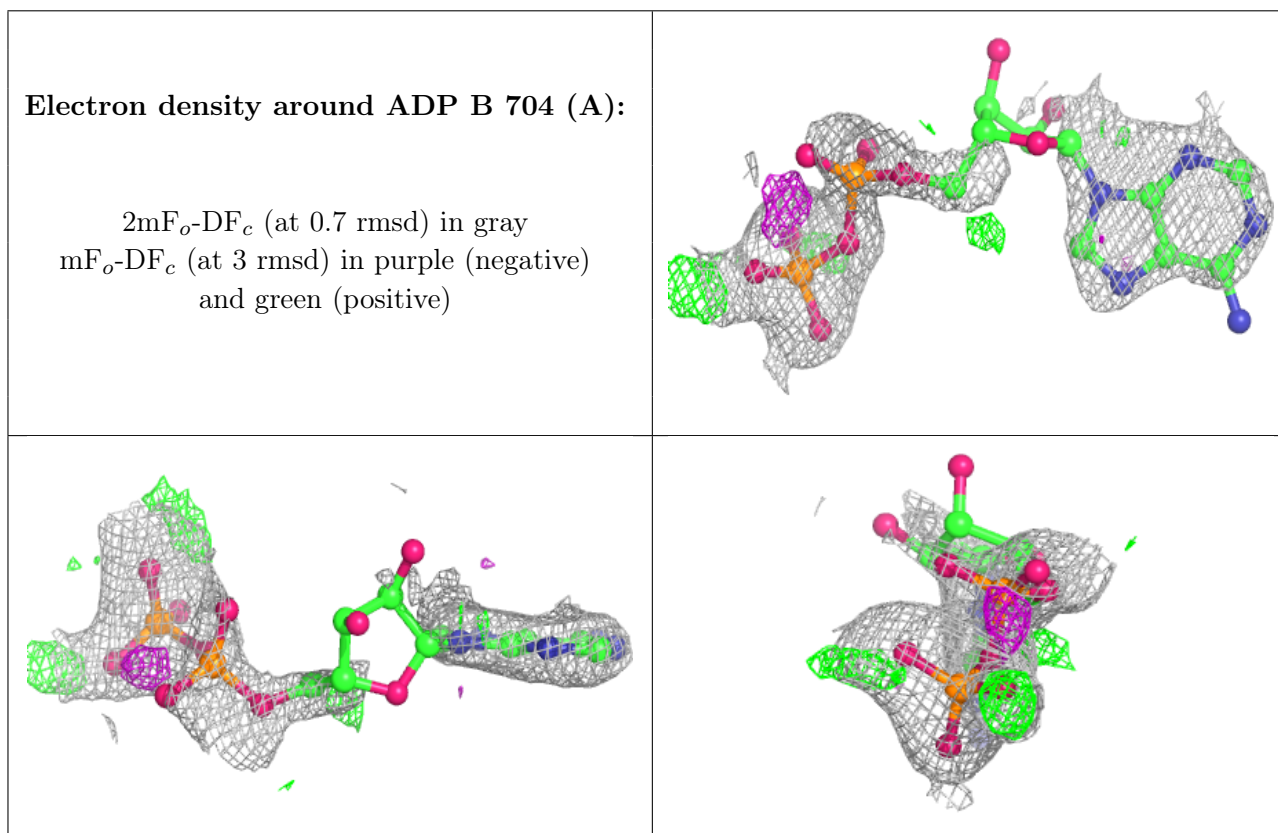 Electron density around ADP B 704 (A):
2mFo-DFc (at 0.7 rmsd) in gray
mFo-DFc (at 3 rmsd) in purple (negative)
and green (positive)